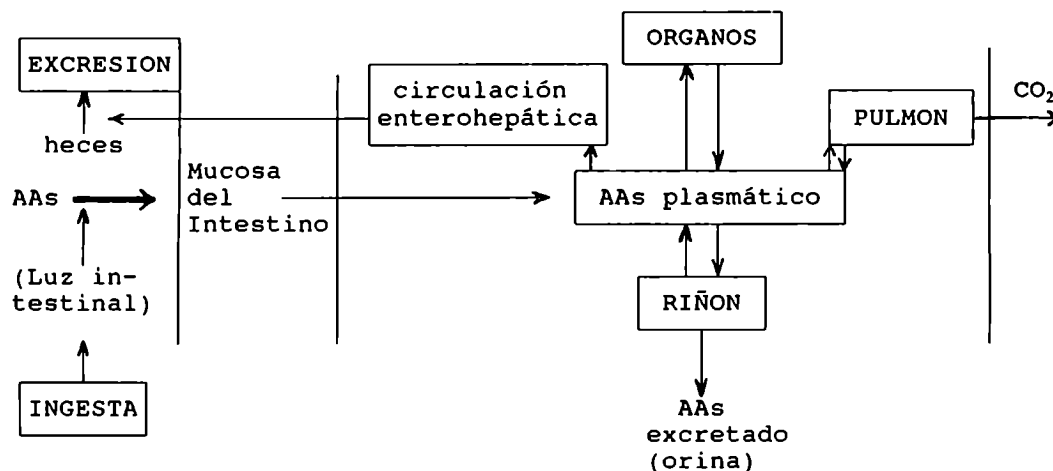 EXCRESION
ORGANOS
circulación
enterohepática
CO₂
PULMON
heces
Mucosa
del
Intestino
AAs
AAs plasmático
(Luz in-
testinal)
RIÑON
INGESTA
AAs
excretado
(orina)